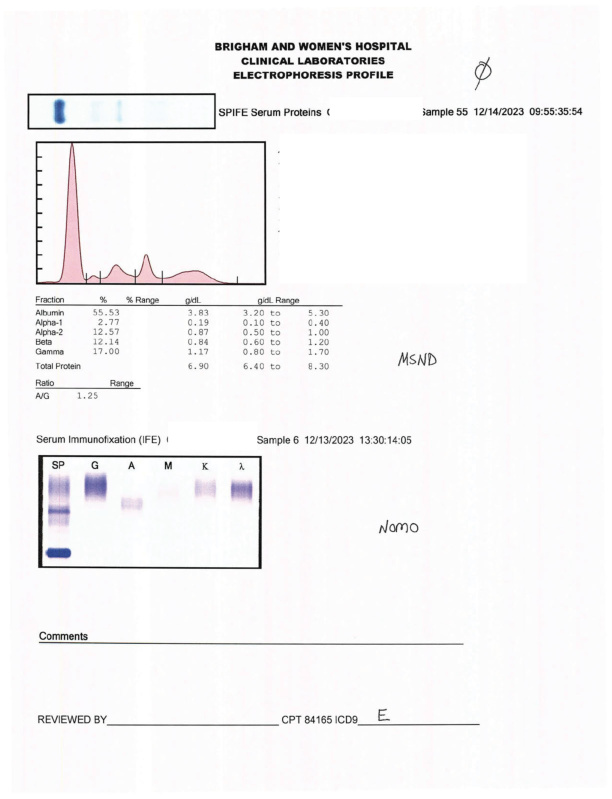 BRIGHAM AND WOMEN'S HOSPITAL
CLINICAL LABORATORIES
ELECTROPHORESIS PROFILE
Ø
SPIFE Serum Proteins (
Sample 55 12/14/2023 09:55:35:54
Fraction % % Range g/dL g/dL Range
Albumin 55.53 3.83 3.20 to 5.30
Alpha-1 2.77 0.19 0.10 to 0.40
Alpha-2 12.57 0.87 0.50 to 1.00
Beta 12.14 0.84 0.60 to 1.20
Gamma 17.00 1.17 0.80 to 1.70
Total Protein 6.90 6.40 to 8.30
MSND
Ratio Range
A/G 1.25
Serum Immunofixation (IFE) (
Sample 6 12/13/2023 13:30:14:05
SP G A M K λ
Nomo
Comments
REVIEWED BY CPT 84165 ICD9 E